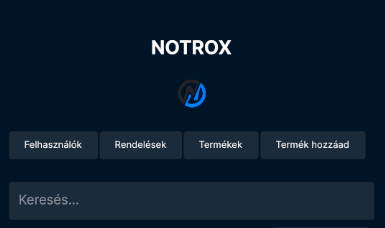 NOTROX
Felhasználók Rendelések Termékek Termék hozzáad
Keresés...